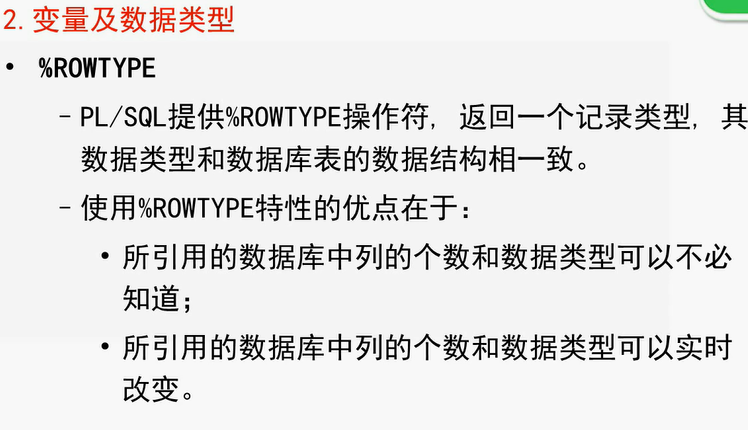 2.变量及数据类型
• %ROWTYPE
–PL/SQL提供%ROWTYPE操作符, 返回一个记录类型, 其
数据类型和数据库表的数据结构相一致。
–使用%ROWTYPE特性的优点在于:
• 所引用的数据库中列的个数和数据类型可以不必
知道;
• 所引用的数据库中列的个数和数据类型可以实时
改变。